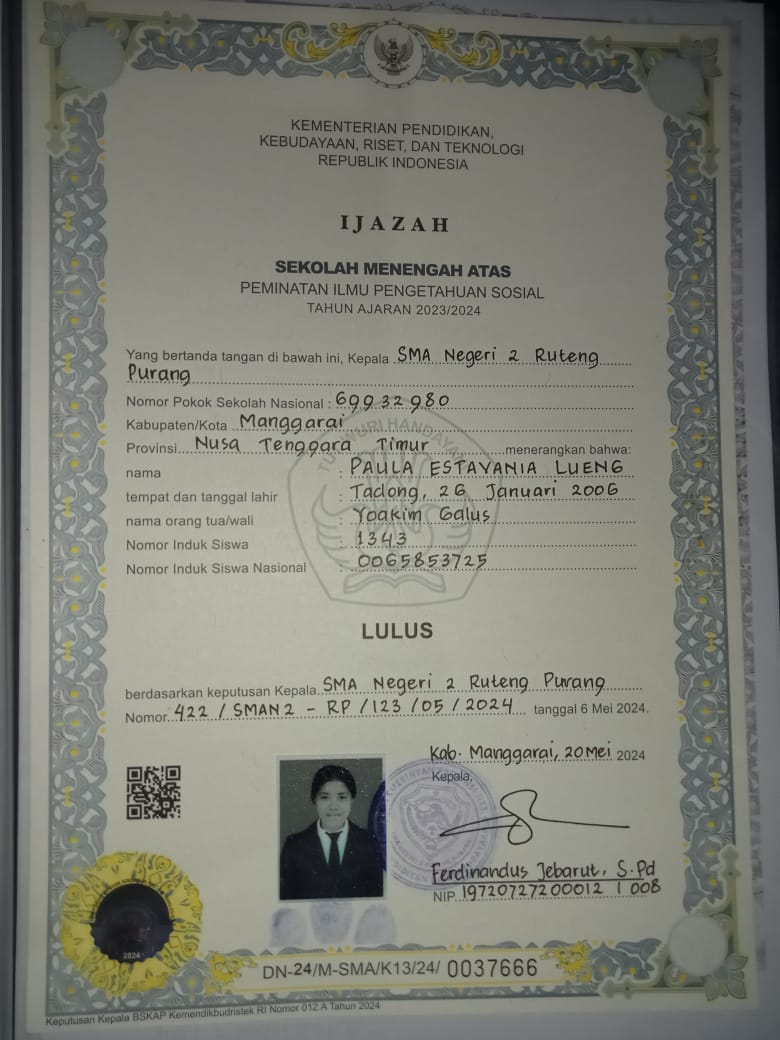 KEMENTERIAN PENDIDIKAN,
KEBUDAYAAN, RISET, DAN TEKNOLOGI
REPUBLIK INDONESIA
IJAZAH
SEKOLAH MENENGAH ATAS
PEMINATAN ILMU PENGETAHUAN SOSIAL
TAHUN AJARAN 2023/2024
Yang bertanda tangan di bawah ini, Kepala SMA Negeri 2 Ruteng
Purang
Nomor Pokok Sekolah Nasional : 69932980
Kabupaten/Kota Manggarai
Provinsi Nusa Tenggara Timur menerangkan bahwa:
nama : PAULA ESTAVANIA LUENG
tempat dan tanggal lahir : Tadong, 26 Januari 2006
nama orang tua/wali : Yoakim Galus
Nomor Induk Siswa : 1343
Nomor Induk Siswa Nasional : 0065853725
TUT WURI HANDAYANI
LULUS
berdasarkan keputusan Kepala SMA Negeri 2 Ruteng Purang
Nomor 422 / SMAN 2 - RP / 123 / 05 / 2024 tanggal 6 Mei 2024.
Kab. Manggarai, 20 Mei 2024
Kepala,
Ferdinandus Jebarut, S.Pd
NIP 19720727200012 1 008
2024
DN-24/M-SMA/K13/24/ 0037666
Keputusan Kepala BSKAP Kemendikbudristek RI Nomor 012.A Tahun 2024